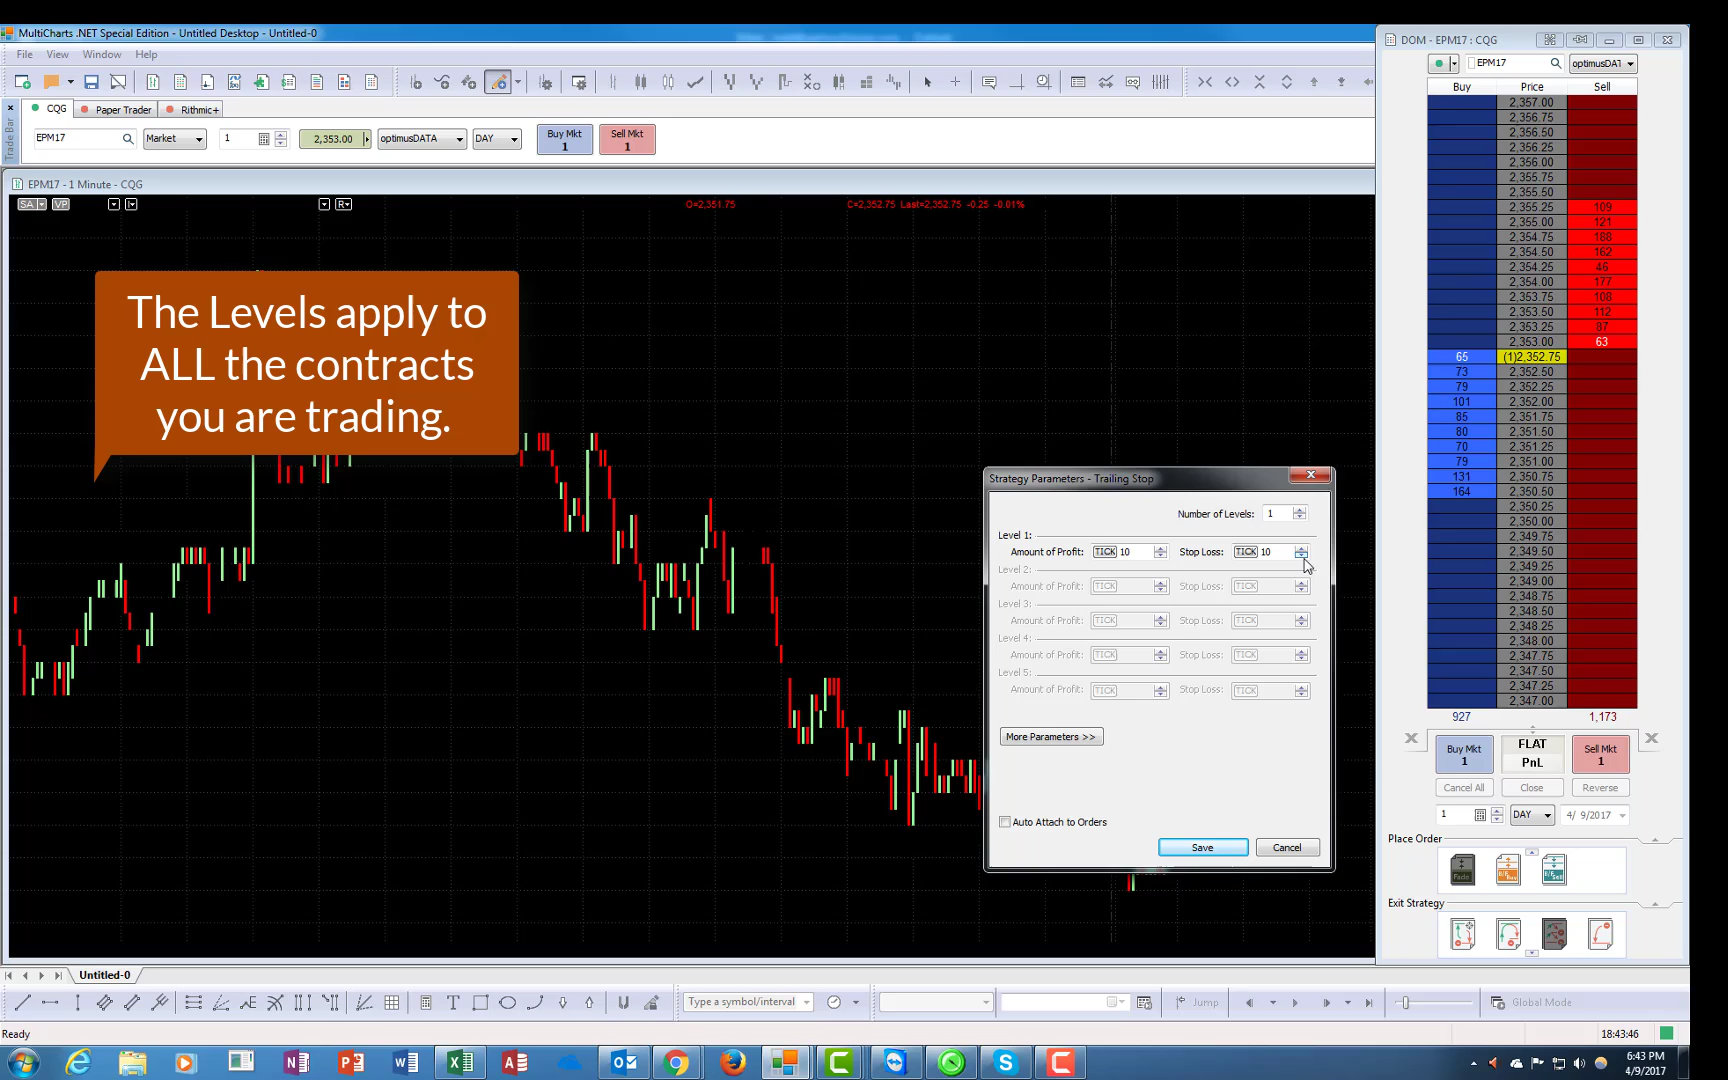 MultiCharts .NET Special Edition - Untitled Desktop - Untitled-0
File View Window Help
CQG Paper Trader Rithmic+
Trade Bar
EPM17 Market 1 2,353.00 optimusDATA DAY Buy Mkt 1 Sell Mkt 1
EPM17 - 1 Minute - CQG
SA VP R O=2,351.75 C=2,352.75 Last=2,352.75 -0.25 -0.01%
The Levels apply to
ALL the contracts
you are trading.
Strategy Parameters - Trailing Stop
Number of Levels: 1
Level 1:
Amount of Profit: TICK 10 Stop Loss: TICK 10
Level 2:
Amount of Profit: TICK Stop Loss: TICK
Level 3:
Amount of Profit: TICK Stop Loss: TICK
Level 4:
Amount of Profit: TICK Stop Loss: TICK
Level 5:
Amount of Profit: TICK Stop Loss: TICK
More Parameters >>
Auto Attach to Orders
Save Cancel
DOM - EPM17 : CQG
EPM17 optimusDAT
Buy Price Sell
2,357.00
2,356.75
2,356.50
2,356.25
2,356.00
2,355.75
2,355.50
2,355.25 109
2,355.00 121
2,354.75 188
2,354.50 162
2,354.25 46
2,354.00 177
2,353.75 108
2,353.50 112
2,353.25 87
2,353.00 63
65 (1)2,352.75
73 2,352.50
79 2,352.25
101 2,352.00
85 2,351.75
80 2,351.50
70 2,351.25
79 2,351.00
131 2,350.75
164 2,350.50
2,350.25
2,350.00
2,349.75
2,349.50
2,349.25
2,349.00
2,348.75
2,348.50
2,348.25
2,348.00
2,347.75
2,347.50
2,347.25
2,347.00
927 1,173
Buy Mkt 1 FLAT PnL Sell Mkt 1
Cancel All Close Reverse
1 DAY 4/ 9/2017
Place Order
Fade
Exit Strategy
Untitled-0
Type a symbol/interval Jump Global Mode
Ready 18:43:46
6:43 PM
4/9/2017